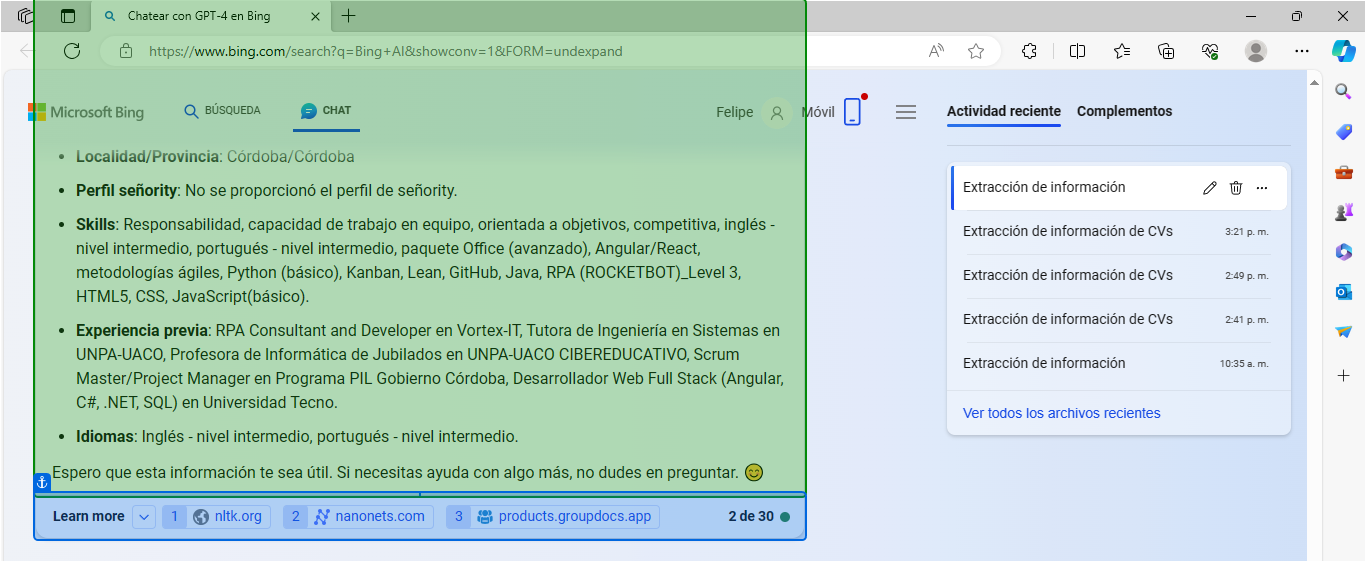 Chatear con GPT-4 en Bing
https://www.bing.com/search?q=Bing+AI&showconv=1&FORM=undexpand
Microsoft Bing
BÚSQUEDA
CHAT
Felipe
Móvil
Localidad/Provincia: Córdoba/Córdoba
Perfil señority: No se proporcionó el perfil de señority.
Skills: Responsabilidad, capacidad de trabajo en equipo, orientada a objetivos, competitiva, inglés -
nivel intermedio, portugués - nivel intermedio, paquete Office (avanzado), Angular/React,
metodologías ágiles, Python (básico), Kanban, Lean, GitHub, Java, RPA (ROCKETBOT)_Level 3,
HTML5, CSS, JavaScript(básico).
Experiencia previa: RPA Consultant and Developer en Vortex-IT, Tutora de Ingeniería en Sistemas en
UNPA-UACO, Profesora de Informática de Jubilados en UNPA-UACO CIBEREDUCATIVO, Scrum
Master/Project Manager en Programa PIL Gobierno Córdoba, Desarrollador Web Full Stack (Angular,
C#, .NET, SQL) en Universidad Tecno.
Idiomas: Inglés - nivel intermedio, portugués - nivel intermedio.
Espero que esta información te sea útil. Si necesitas ayuda con algo más, no dudes en preguntar. 😊
Learn more
1 nltk.org
2 nanonets.com
3 products.groupdocs.app
2 de 30
Actividad reciente
Complementos
Extracción de información
Extracción de información de CVs 3:21 p. m.
Extracción de información de CVs 2:49 p. m.
Extracción de información de CVs 2:41 p. m.
Extracción de información 10:35 a. m.
Ver todos los archivos recientes